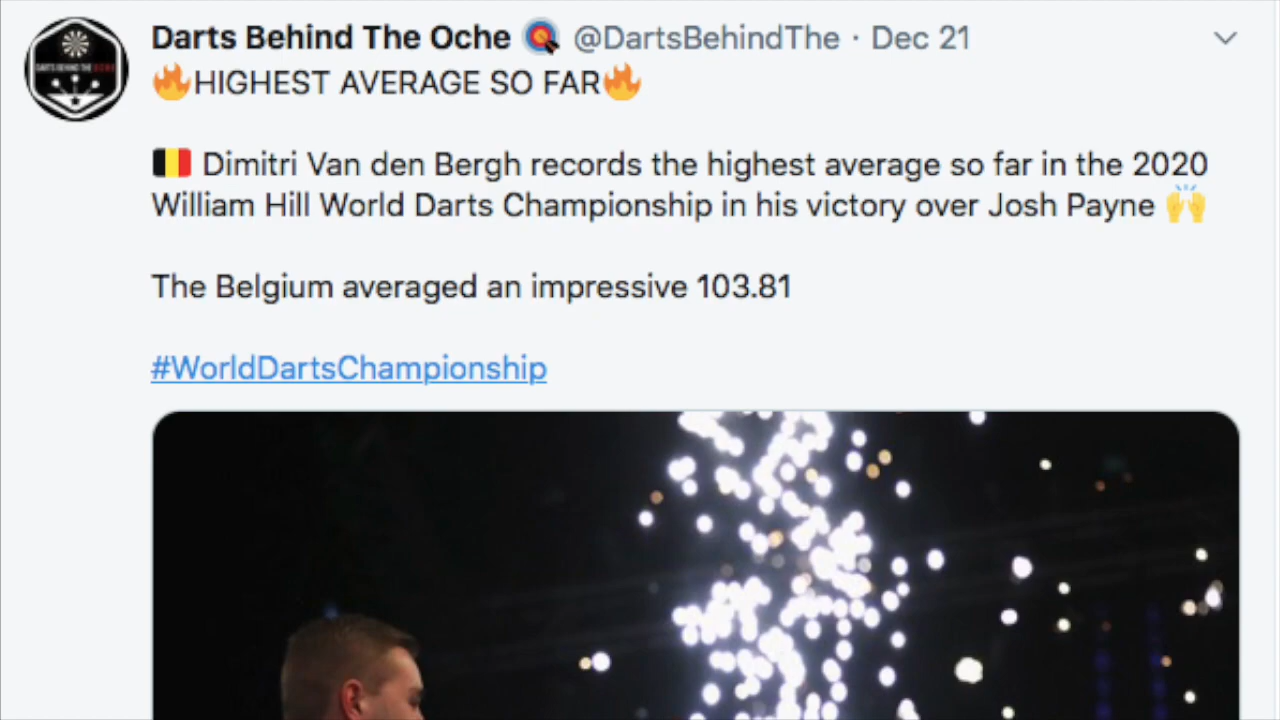 Darts Behind The Oche 🎯 @DartsBehindThe · Dec 21
🔥HIGHEST AVERAGE SO FAR🔥
🇧🇪 Dimitri Van den Bergh records the highest average so far in the 2020
William Hill World Darts Championship in his victory over Josh Payne 🙌
The Belgium averaged an impressive 103.81
#WorldDartsChampionship